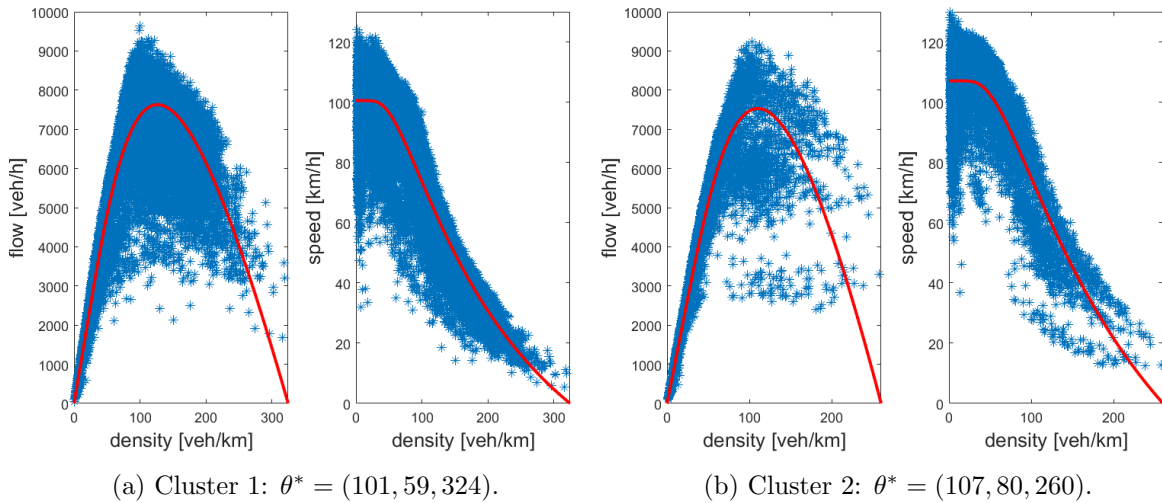 10000
9000
8000
7000
6000
5000
4000
3000
2000
1000
0
flow [veh/h]
0 100 200 300
density [veh/km]
120
100
80
60
40
20
0
speed [km/h]
0 100 200 300
density [veh/km]
10000
9000
8000
7000
6000
5000
4000
3000
2000
1000
0
flow [veh/h]
0 100 200
density [veh/km]
120
100
80
60
40
20
0
speed [km/h]
0 100 200
density [veh/km]
(a) Cluster 1: θ* = (101, 59, 324).
(b) Cluster 2: θ* = (107, 80, 260).